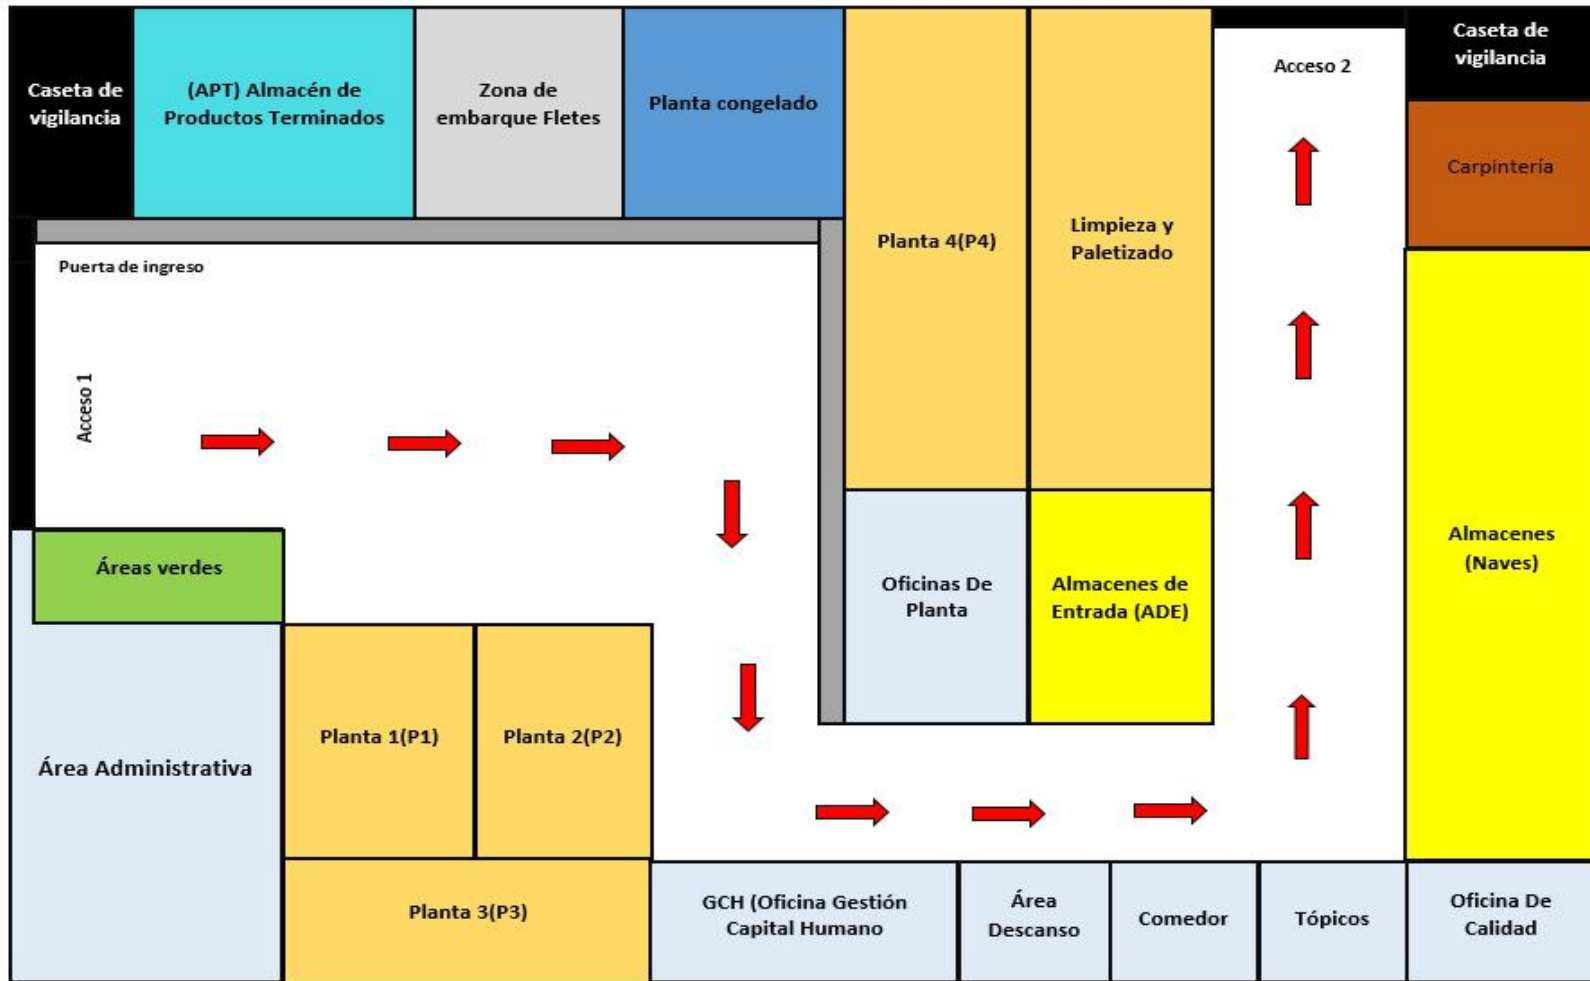 Caseta de
vigilancia
(APT) Almacén de
Productos Terminados
Zona de
embarque Fletes
Planta congelado
Planta 4(P4)
Limpieza y
Paletizado
Acceso 2
Caseta de
vigilancia
Carpintería
Puerta de ingreso
Acceso 1
Áreas verdes
Oficinas De
Planta
Almacenes de
Entrada (ADE)
Almacenes
(Naves)
Área Administrativa
Planta 1(P1)
Planta 2(P2)
Planta 3(P3)
GCH (Oficina Gestión
Capital Humano
Área
Descanso
Comedor
Tópicos
Oficina De
Calidad